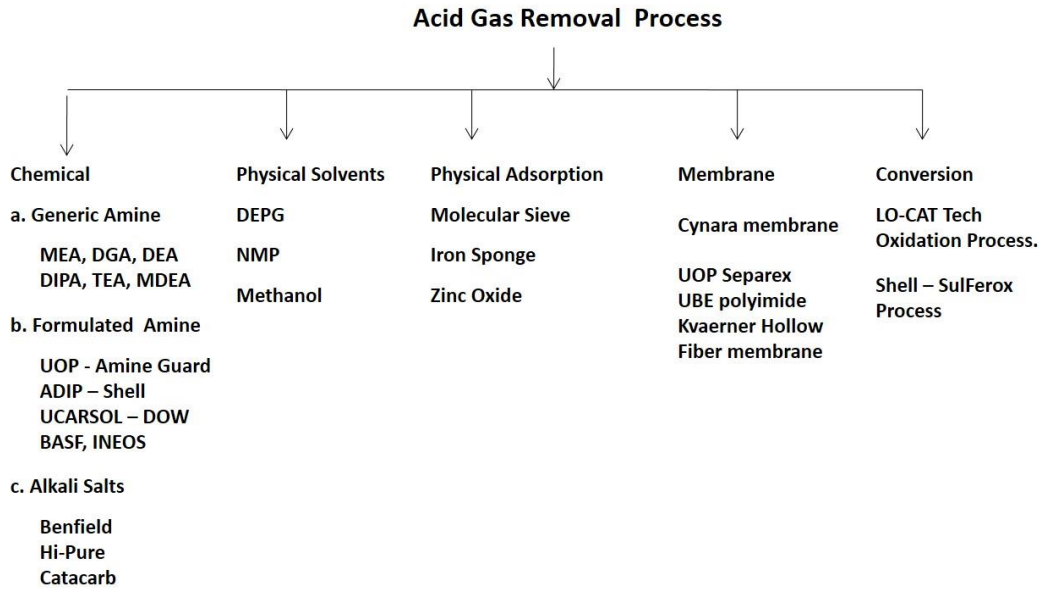 Acid Gas Removal Process
Chemical
a. Generic Amine
MEA, DGA, DEA
DIPA, TEA, MDEA
b. Formulated Amine
UOP - Amine Guard
ADIP – Shell
UCARSOL – DOW
BASF, INEOS
c. Alkali Salts
Benfield
Hi-Pure
Catacarb
Physical Solvents
DEPG
NMP
Methanol
Physical Adsorption
Molecular Sieve
Iron Sponge
Zinc Oxide
Membrane
Cynara membrane
UOP Separex
UBE polyimide
Kvaerner Hollow
Fiber membrane
Conversion
LO-CAT Tech
Oxidation Process.
Shell – SulFerox
Process